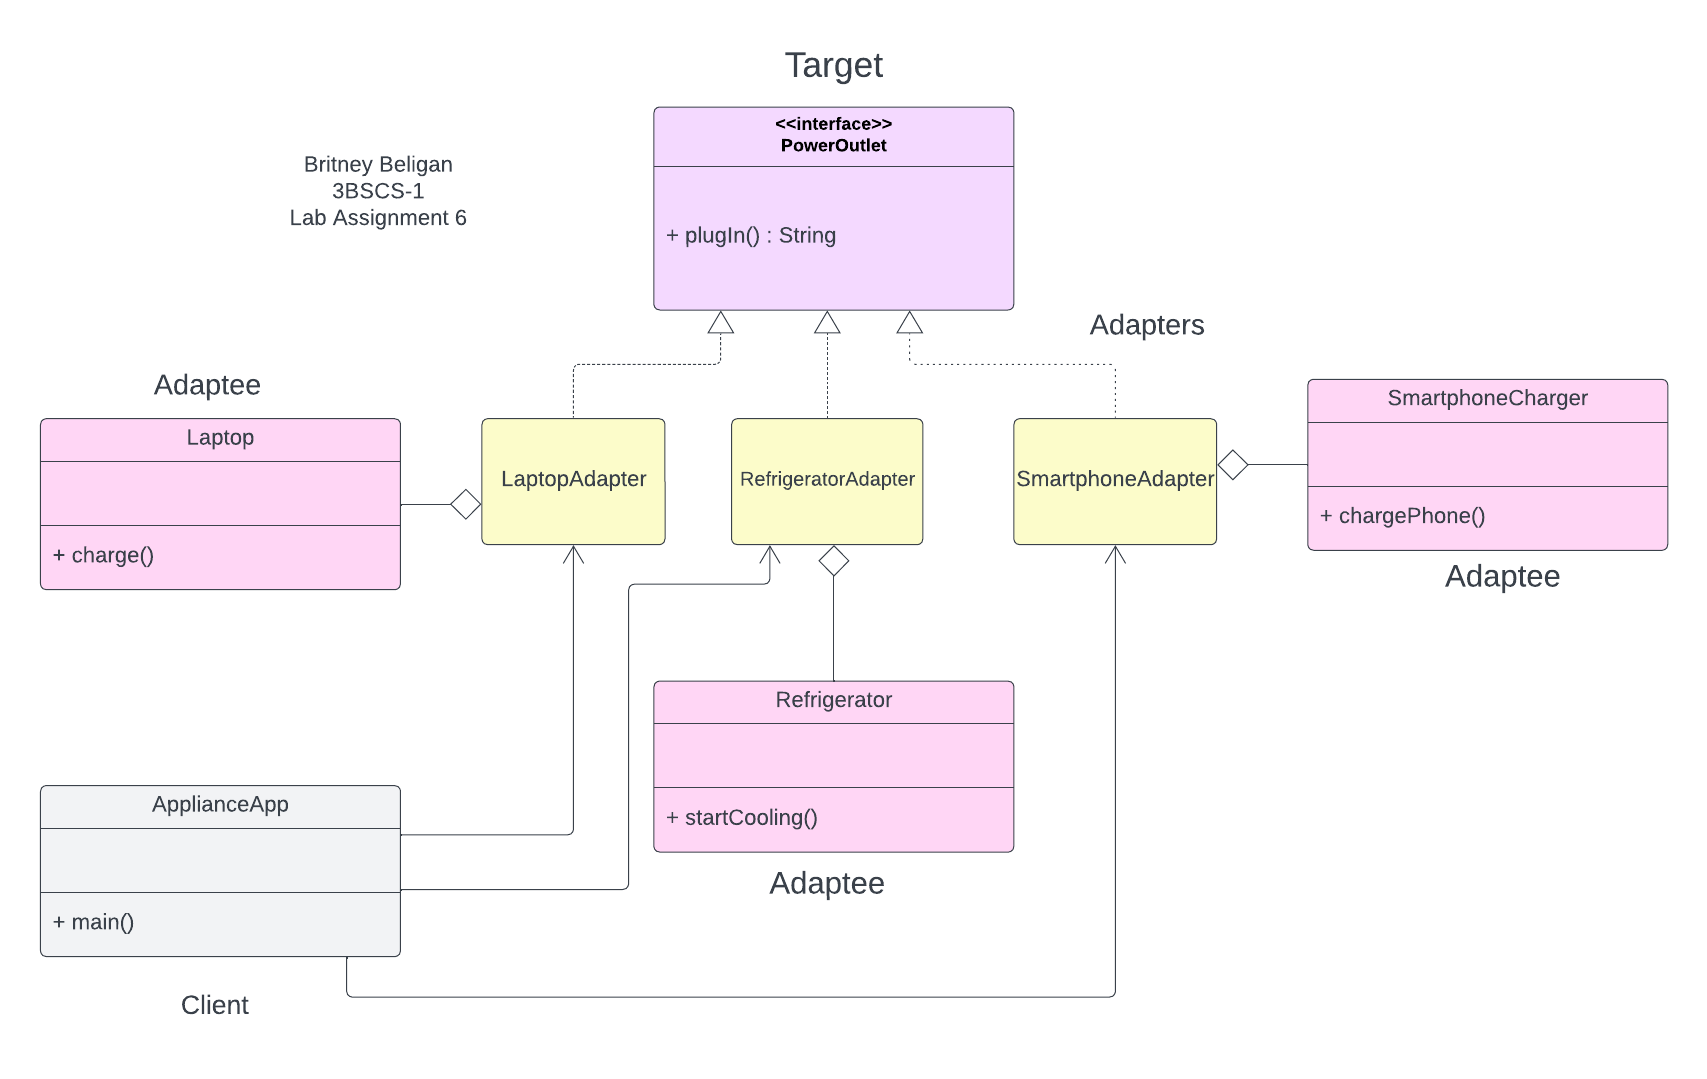 Target
<<interface>>
PowerOutlet
+ plugIn() : String
Britney Beligan
3BSCS-1
Lab Assignment 6
Adapters
Adaptee
Laptop
+ charge()
LaptopAdapter
RefrigeratorAdapter
SmartphoneAdapter
SmartphoneCharger
+ chargePhone()
Adaptee
Refrigerator
+ startCooling()
Adaptee
ApplianceApp
+ main()
Client